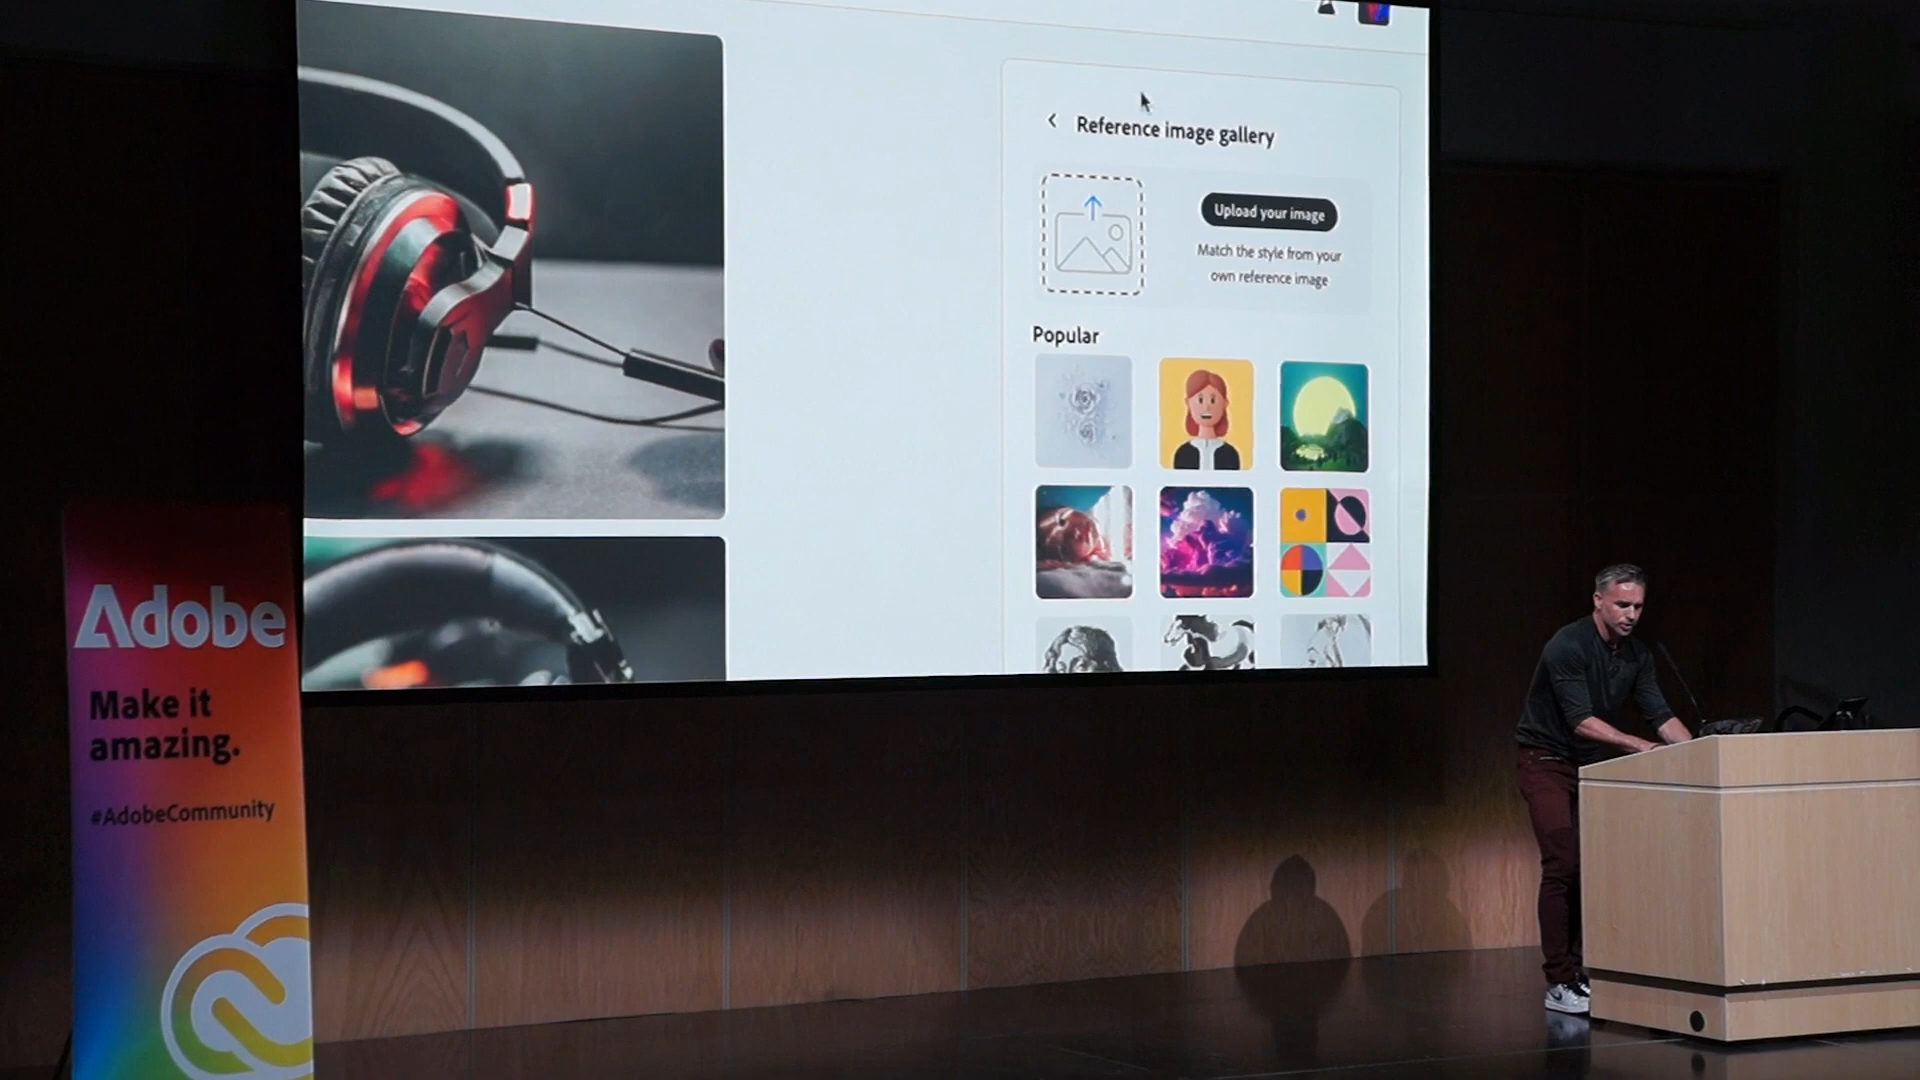 Reference image gallery
Upload your image
Match the style from your
own reference image
Popular
Adobe
Make it
amazing.
#AdobeCommunity